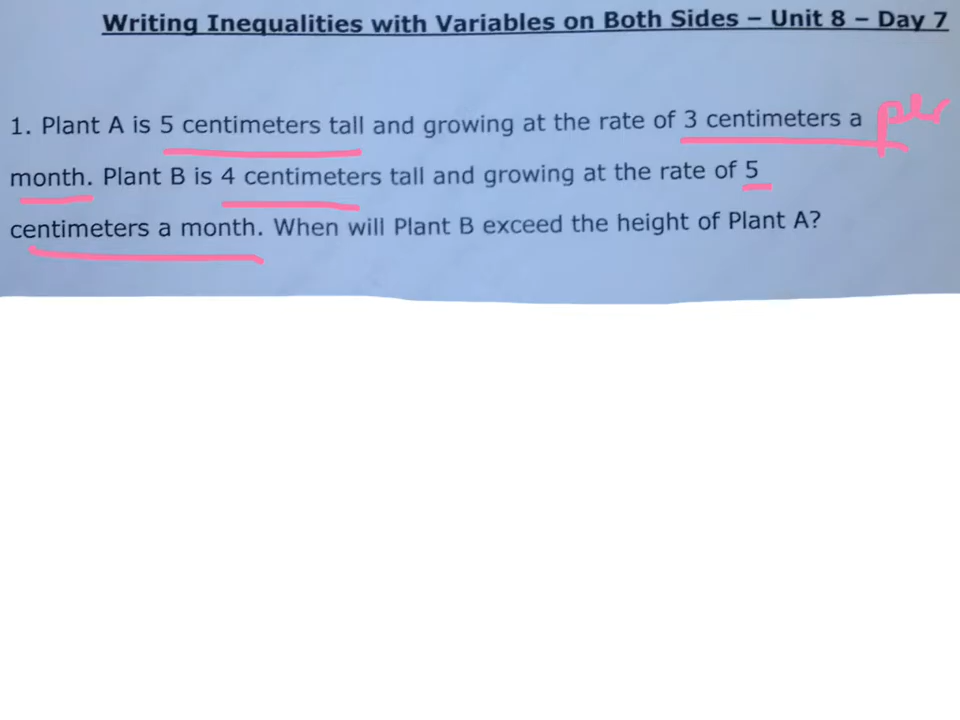 Writing Inequalities with Variables on Both Sides – Unit 8 – Day 7
1. Plant A is 5 centimeters tall and growing at the rate of 3 centimeters a per
month. Plant B is 4 centimeters tall and growing at the rate of 5
centimeters a month. When will Plant B exceed the height of Plant A?